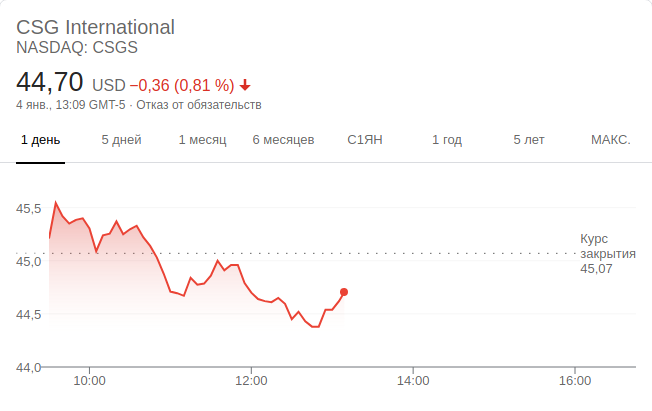 CSG International
NASDAQ: CSGS
44,70 USD −0,36 (0,81 %)
4 янв., 13:09 GMT-5 · Отказ от обязательств
1 день 5 дней 1 месяц 6 месяцев С1ЯН 1 год 5 лет МАКС.
45,5
Курс
закрытия
45,07
45,0
44,5
44,0
10:00 12:00 14:00 16:00